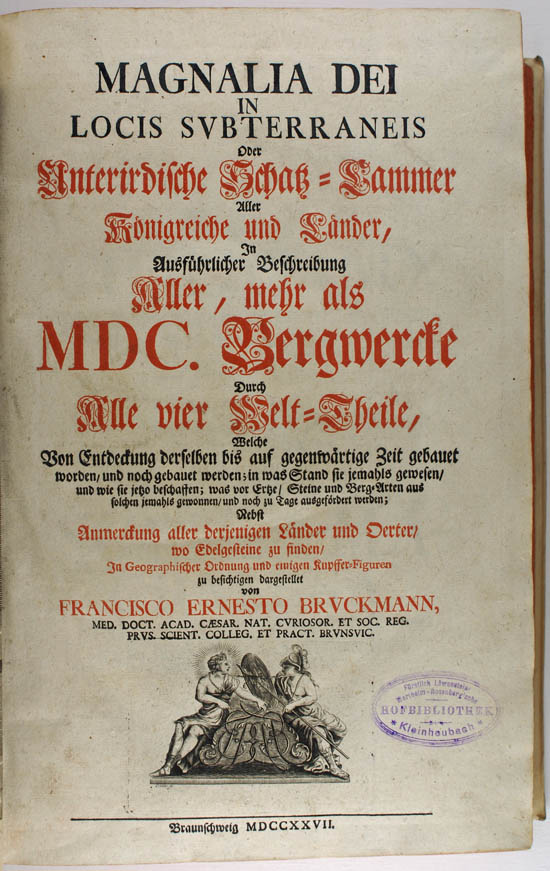 MAGNALIA DEI
IN
LOCIS SVBTERRANEIS
Oder
Unterirdische Schatz-Cammer
Aller
Königreiche und Länder,
In
Ausführlicher Beschreibung
Aller, mehr als
MDC. Bergwercke
Durch
Alle vier Welt-Theile,
Welche
Von Entdeckung derselben bis auf gegenwärtige Zeit gebauet
worden/ und noch gebauet werden; in was Stand sie jemahls gewesen/
und wie sie jetzo beschaffen; was vor Ertze/ Steine und Berg-Arten aus
solchen jemahls gewonnen/ und noch zu Tage ausgefördert werden;
Nebst
Anmerckung aller derjenigen Länder und Oerter/
wo Edelgesteine zu finden/
In Geographischer Ordnung und einigen Kupffer-Figuren
zu besichtigen dargestellet
von
FRANCISCO ERNESTO BRVCKMANN,
MED. DOCT. ACAD. CÆSAR. NAT. CVRIOSOR. ET SOC. REG.
PRVS. SCIENT. COLLEG. ET PRACT. BRVNSVIC.
Fürstlich Löwenstein-
Wertheim-Rosenberg'sche
HOFBIBLIOTHEK
* Kleinheubach *
Braunschweig MDCCXXVII.